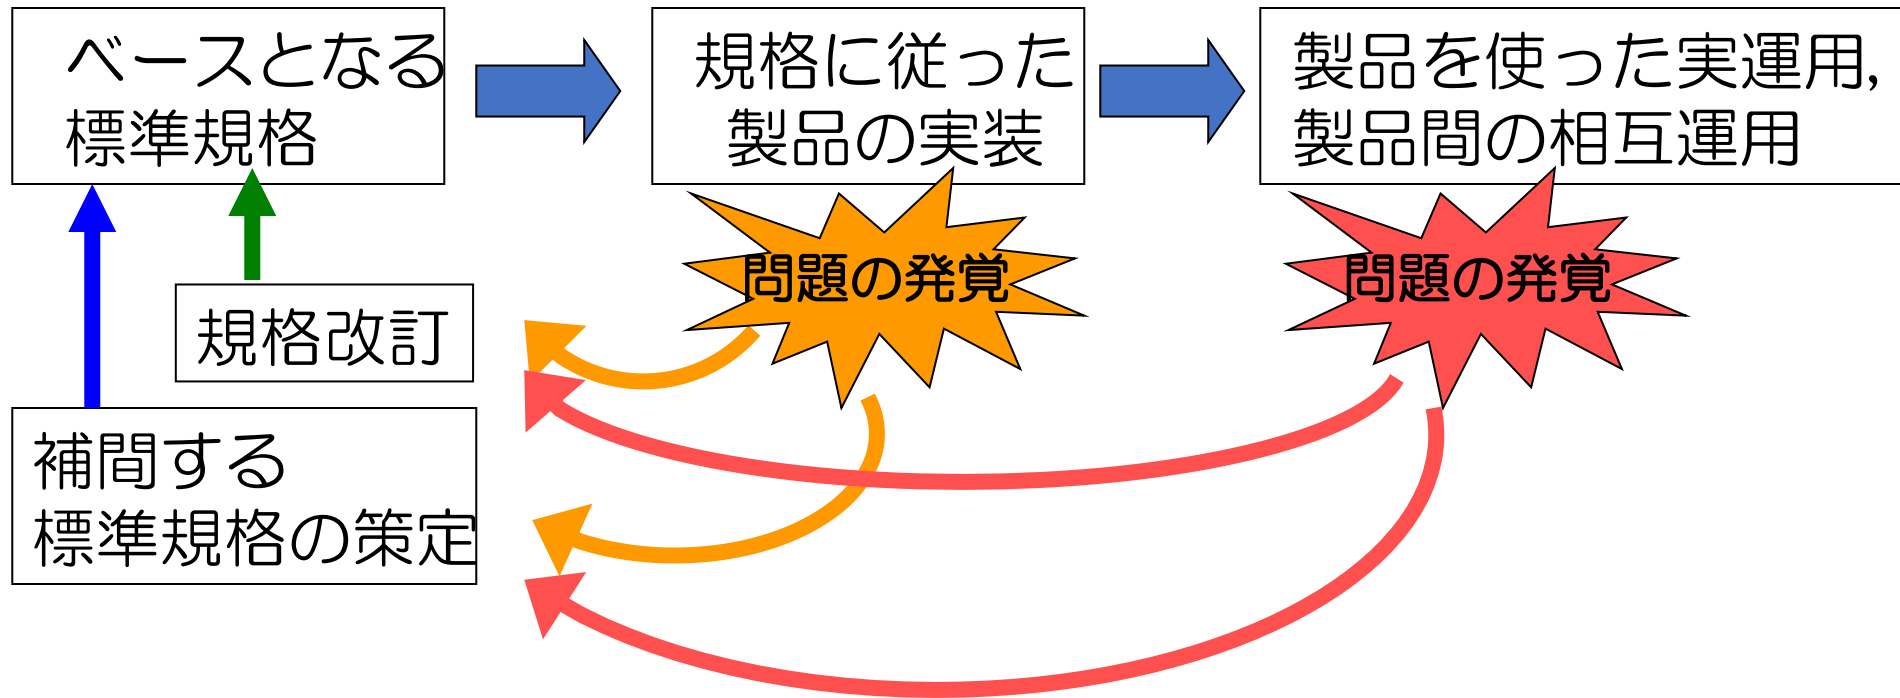 ベースとなる
標準規格
規格に従った
製品の実装
製品を使った実運用,
製品間の相互運用
問題の発覚
問題の発覚
規格改訂
補間する
標準規格の策定